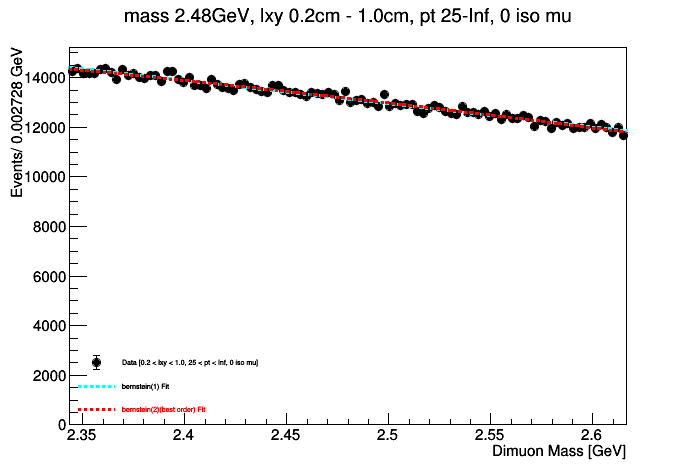 mass 2.48GeV, lxy 0.2cm - 1.0cm, pt 25-Inf, 0 iso mu
Events/ 0.002728 GeV
14000
12000
10000
8000
6000
4000
2000
0
Data [0.2 < lxy < 1.0, 25 < pt < Inf, 0 iso mu]
bernstein(1) Fit
bernstein(2)(best order) Fit
2.35 2.4 2.45 2.5 2.55 2.6
Dimuon Mass [GeV]